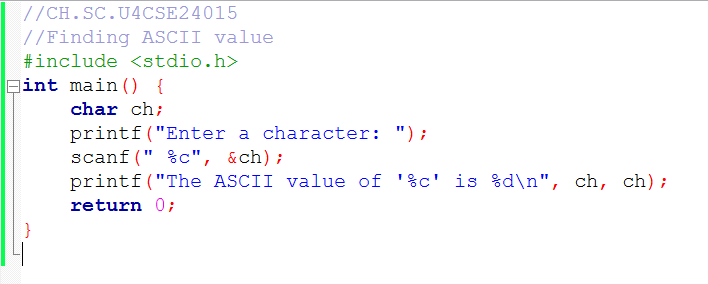 //CH.SC.U4CSE24015
//Finding ASCII value
#include <stdio.h>
int main() {
    char ch;
    printf("Enter a character: ");
    scanf(" %c", &ch);
    printf("The ASCII value of '%c' is %d\n", ch, ch);
    return 0;
}